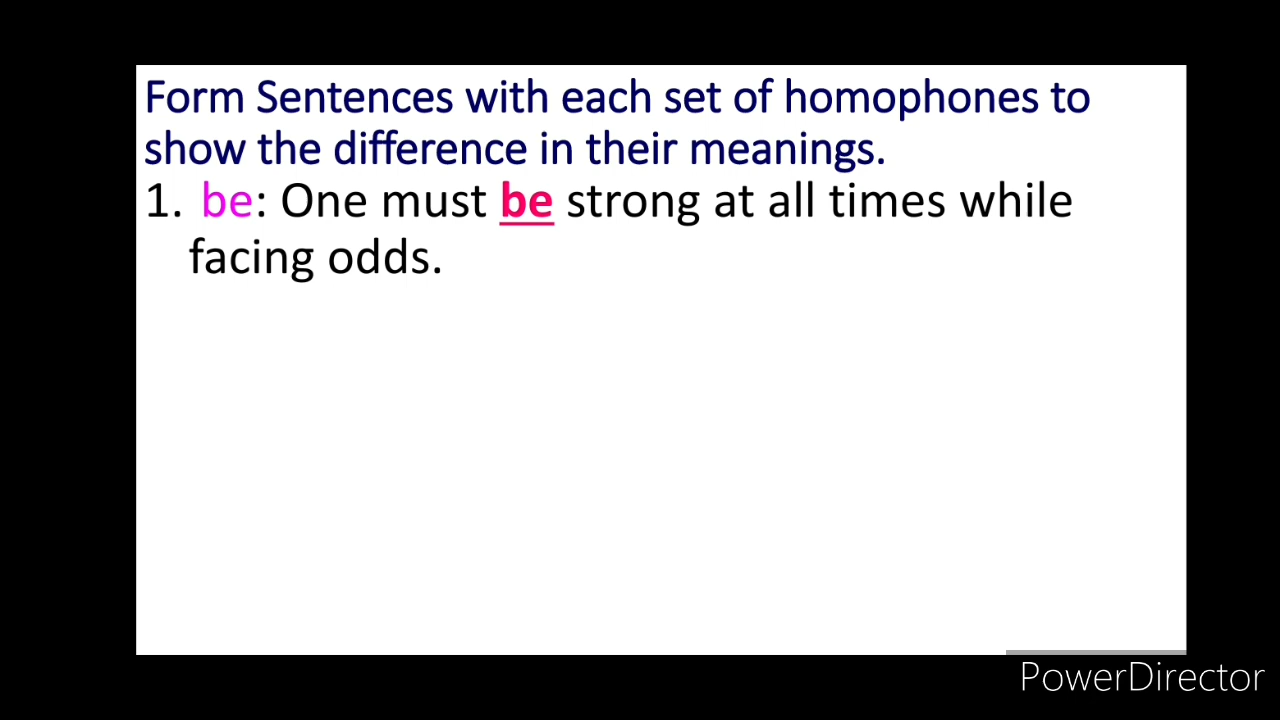 Form Sentences with each set of homophones to
show the difference in their meanings.
1. be: One must be strong at all times while
facing odds.
PowerDirector